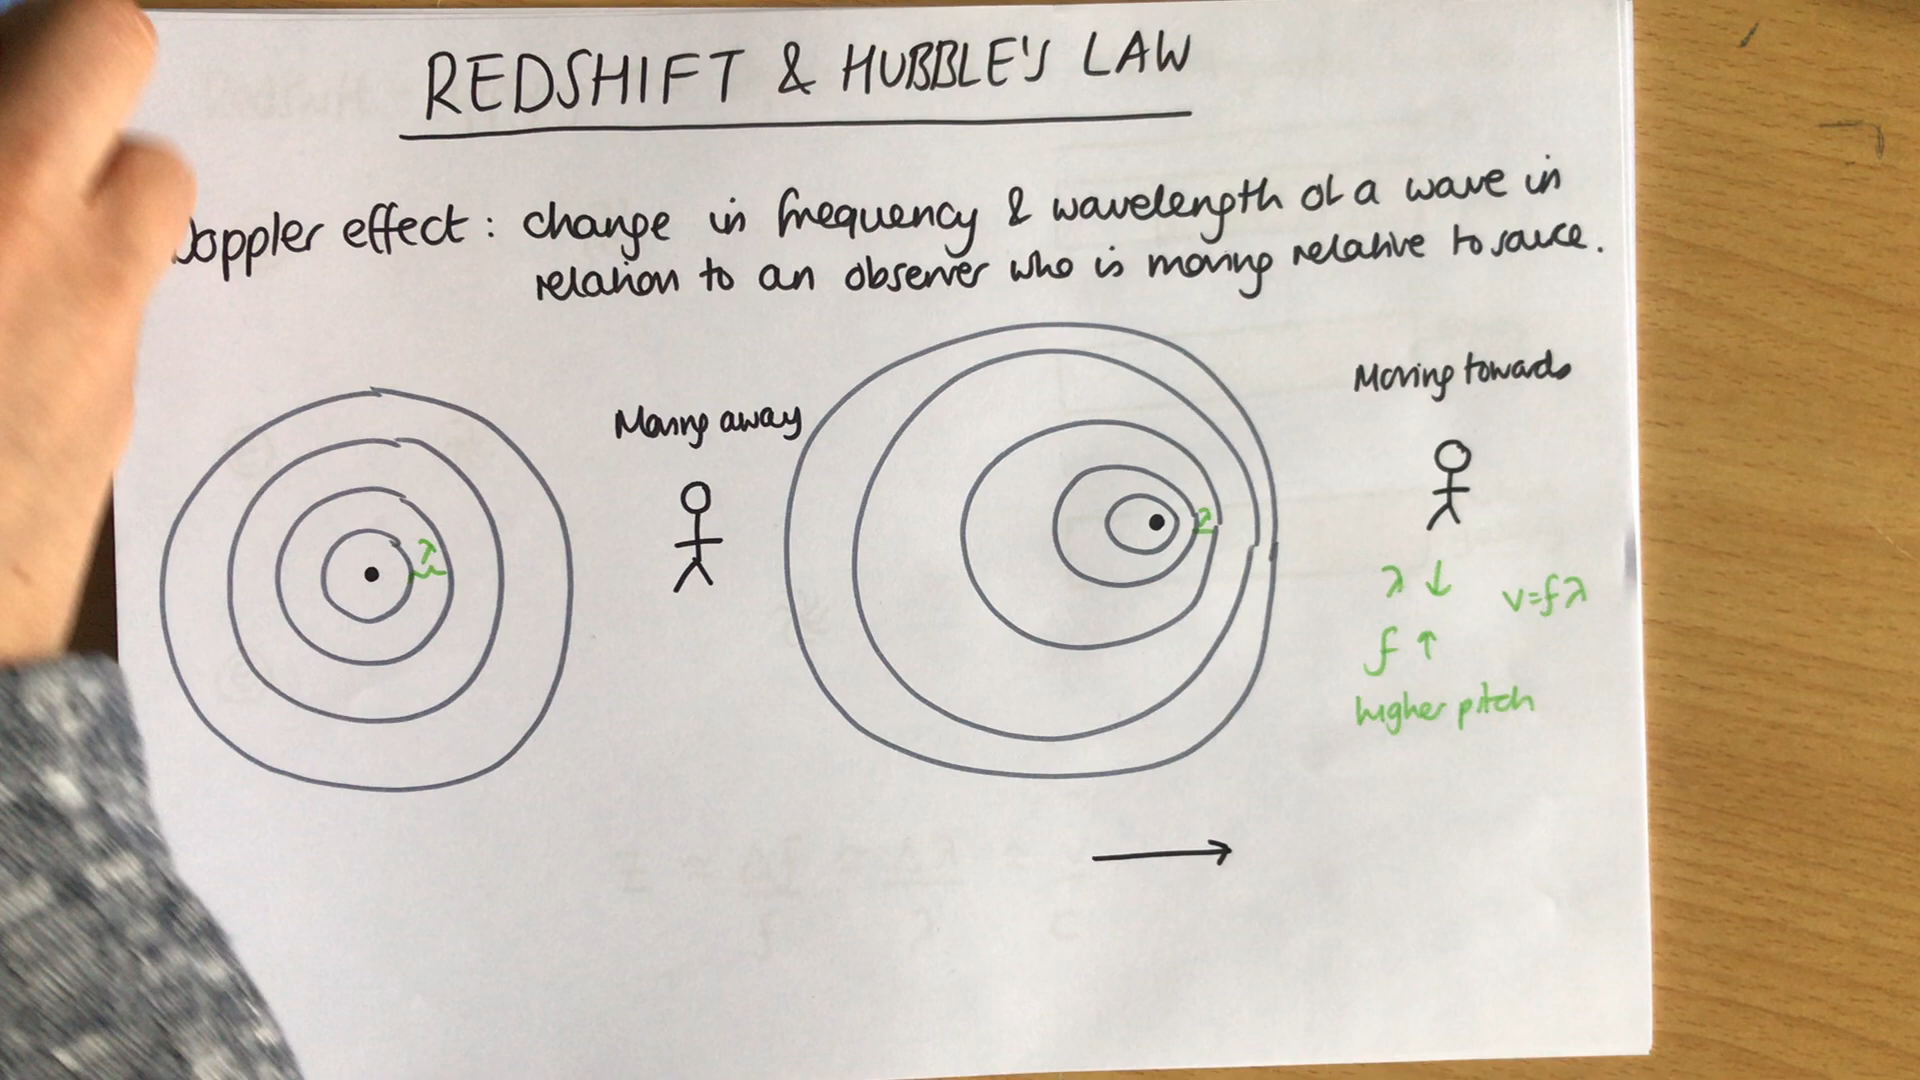 REDSHIFT & HUBBLE'S LAW
Doppler effect : change in frequency & wavelength of a wave in
relation to an observer who is moving relative to source.
Moving away
Moving towards
λ
λ
λ ↓
v=fλ
f ↑
higher pitch